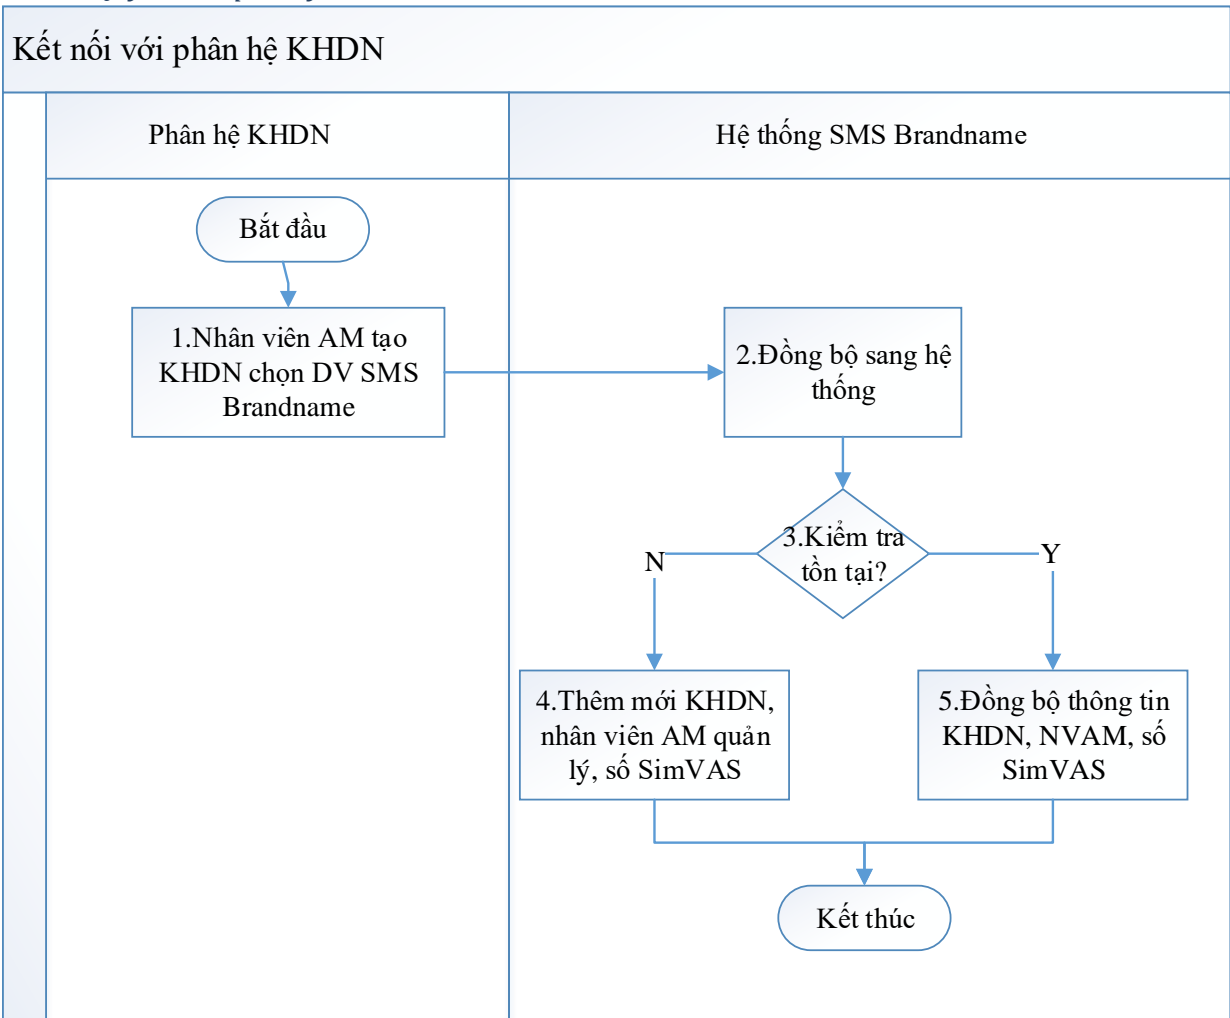 Kết nối với phân hệ KHDN
Phân hệ KHDN
Hệ thống SMS Brandname
Bắt đầu
1.Nhân viên AM tạo
KHDN chọn DV SMS
Brandname
2.Đồng bộ sang hệ
thống
3.Kiểm tra
tồn tại?
N
Y
4.Thêm mới KHDN,
nhân viên AM quản
lý, số SimVAS
5.Đồng bộ thông tin
KHDN, NVAM, số
SimVAS
Kết thúc